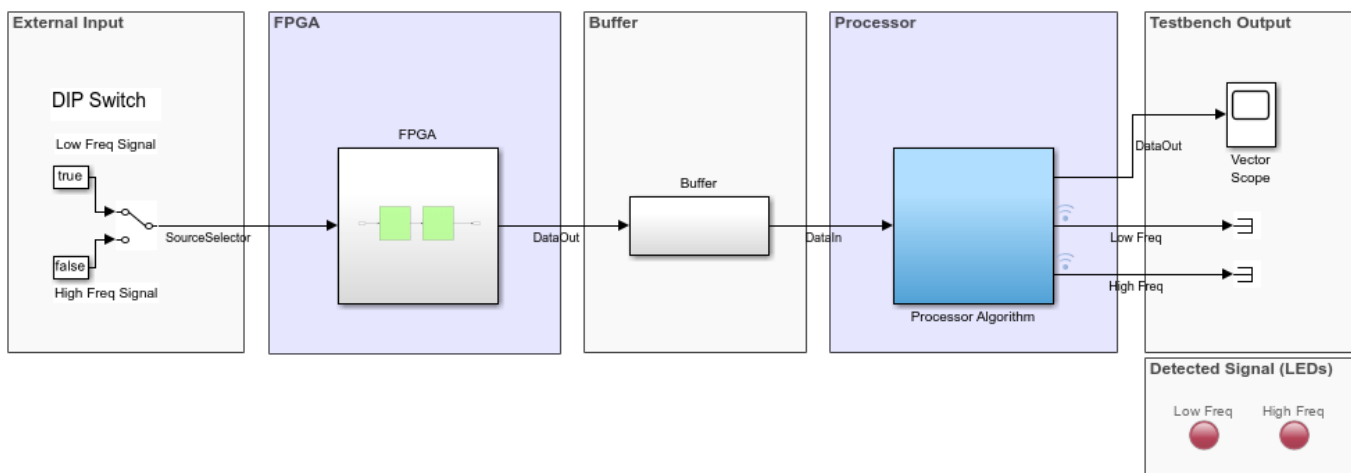 External Input
FPGA
Buffer
Processor
Testbench Output
DIP Switch
Low Freq Signal
true
false
High Freq Signal
SourceSelector
FPGA
DataOut
Buffer
DataIn
Processor Algorithm
DataOut
Low Freq
High Freq
Vector
Scope
Detected Signal (LEDs)
Low Freq
High Freq